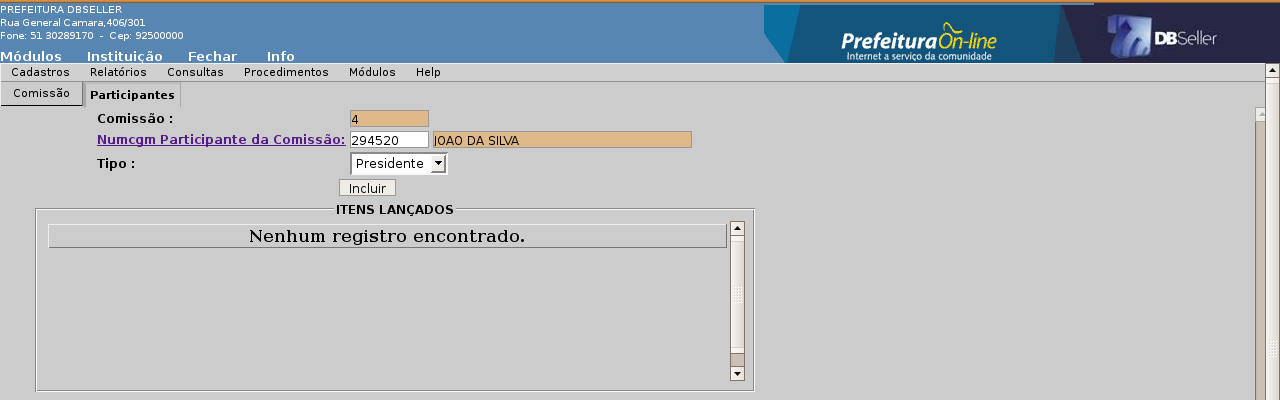 PREFEITURA DBSELLER
Rua General Camara,406/301
Fone: 51 30289170 - Cep: 92500000
Prefeitura On-line
Internet a serviço da comunidade
DBSeller
Módulos Instituição Fechar Info
Cadastros Relatórios Consultas Procedimentos Módulos Help
Comissão Participantes
Comissão : 4
Numcgm Participante da Comissão: 294520 JOAO DA SILVA
Tipo : Presidente
Incluir
ITENS LANÇADOS
Nenhum registro encontrado.